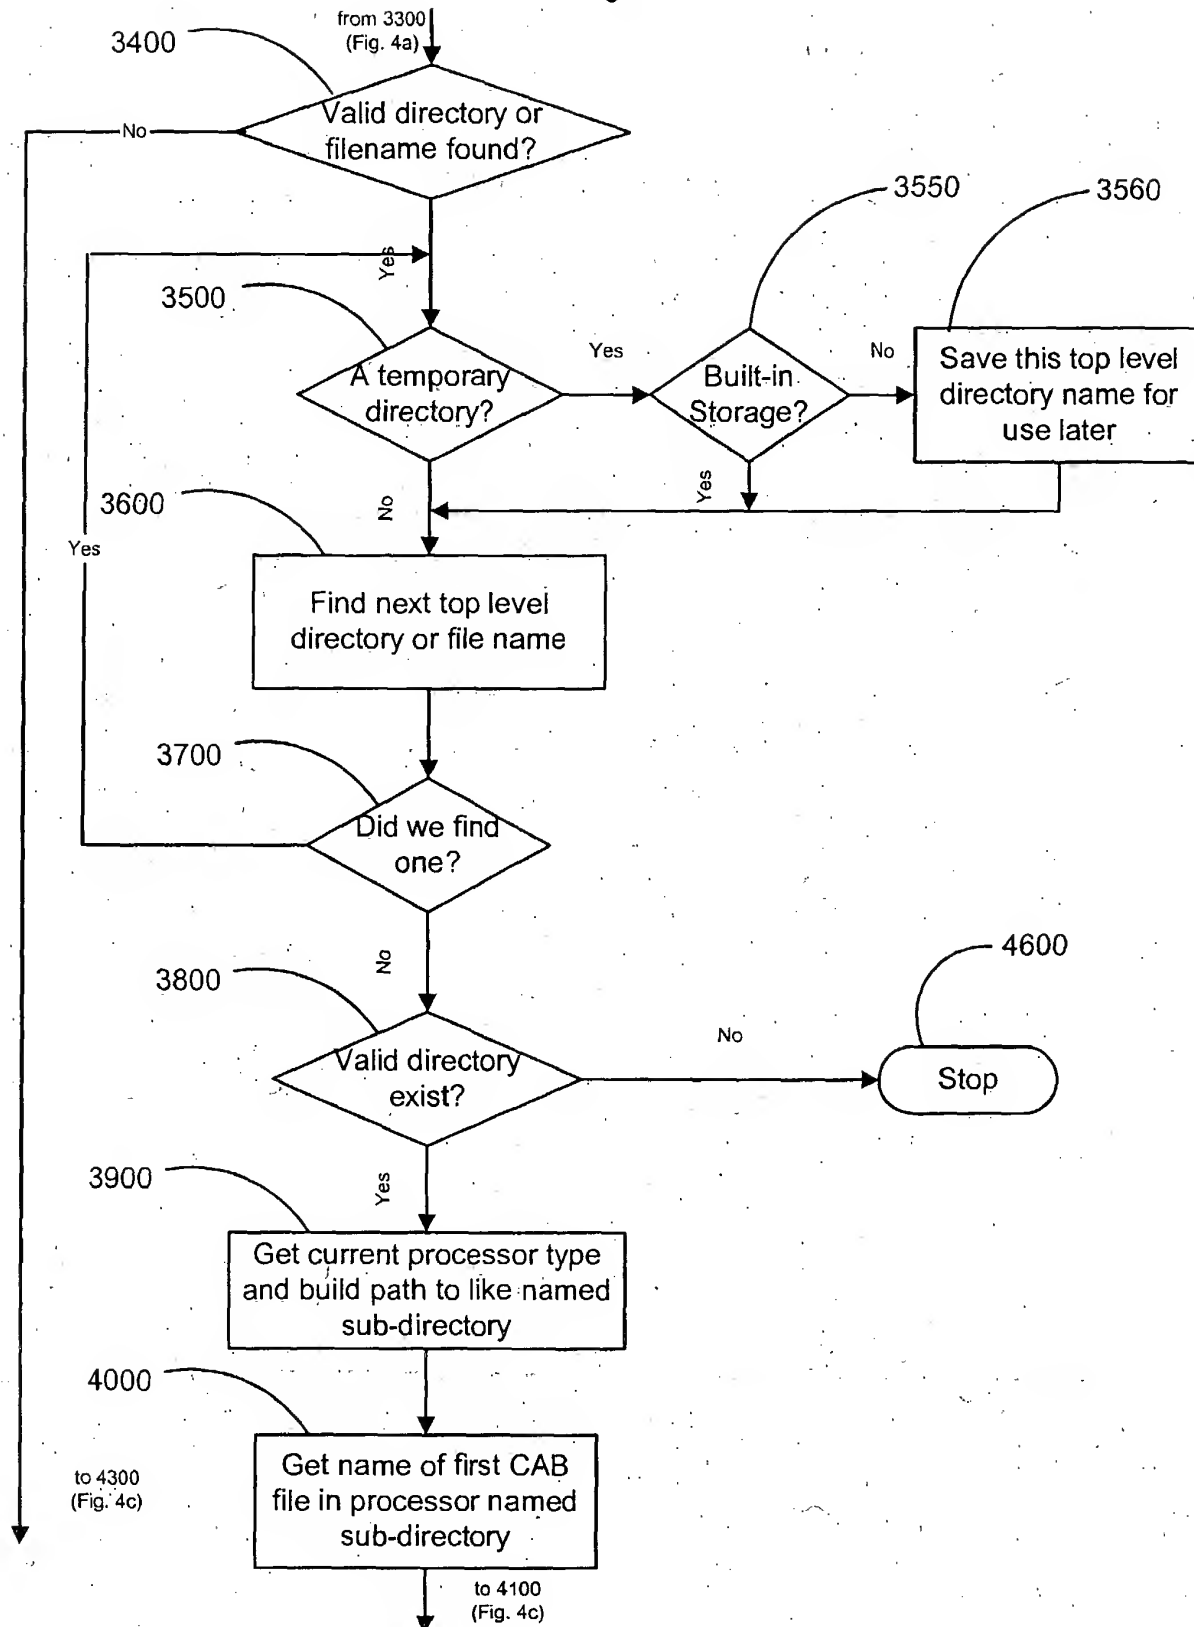 from 3300
(Fig. 4a)
3400
Valid directory or
filename found?
No
Yes
3550
3560
3500
A temporary
directory?
Yes
Built-in
Storage?
No
Save this top level
directory name for
use later
3600
No
Yes
Yes
Find next top level
directory or file name
3700
Did we find
one?
No
3800
4600
Valid directory
exist?
No
Stop
3900
Yes
Get current processor type
and build path to like named
sub-directory
4000
Get name of first CAB
file in processor named
sub-directory
to 4300
(Fig. 4c)
to 4100
(Fig. 4c)